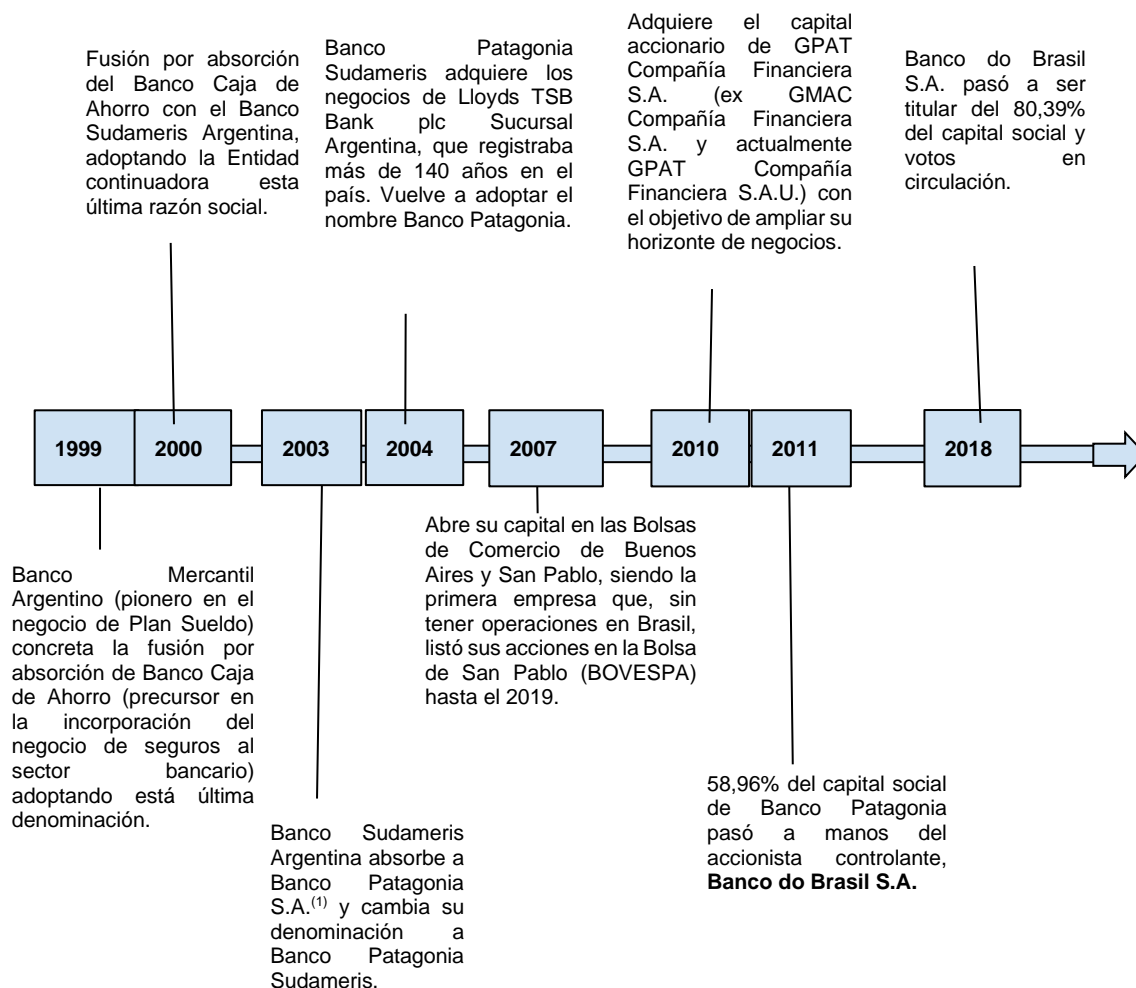 Fusión por absorción
del Banco Caja de
Ahorro con el Banco
Sudameris Argentina,
adoptando la Entidad
continuadora esta
última razón social.
Banco Patagonia
Sudameris adquiere los
negocios de Lloyds TSB
Bank plc Sucursal
Argentina, que registraba
más de 140 años en el
país. Vuelve a adoptar el
nombre Banco Patagonia.
Adquiere el capital
accionario de GPAT
Compañía Financiera
S.A. (ex GMAC
Compañía Financiera
S.A. y actualmente
GPAT Compañía
Financiera S.A.U.) con
el objetivo de ampliar su
horizonte de negocios.
Banco do Brasil
S.A. pasó a ser
titular del 80,39%
del capital social y
votos en
circulación.
1999
2000
2003
2004
2007
2010
2011
2018
Banco Mercantil
Argentino (pionero en el
negocio de Plan Sueldo)
concreta la fusión por
absorción de Banco Caja
de Ahorro (precursor en
la incorporación del
negocio de seguros al
sector bancario)
adoptando está última
denominación.
Banco Sudameris
Argentina absorbe a
Banco Patagonia
S.A.(1) y cambia su
denominación a
Banco Patagonia
Sudameris.
Abre su capital en las Bolsas
de Comercio de Buenos
Aires y San Pablo, siendo la
primera empresa que, sin
tener operaciones en Brasil,
listó sus acciones en la Bolsa
de San Pablo (BOVESPA)
hasta el 2019.
58,96% del capital social
de Banco Patagonia
pasó a manos del
accionista controlante,
Banco do Brasil S.A.